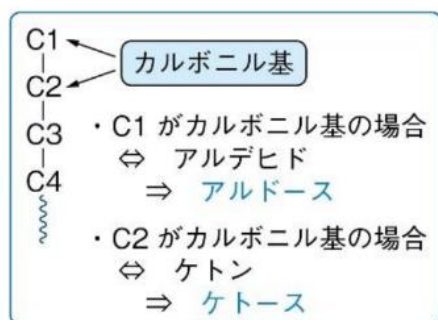 C1
カルボニル基
C2
C3
C4
・C1 がカルボニル基の場合
⇔ アルデヒド
⇒ アルドース
・C2 がカルボニル基の場合
⇔ ケトン
⇒ ケトース